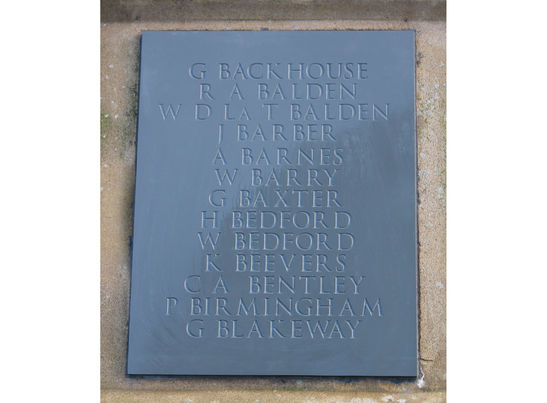 G BACKHOUSE
R A BALDEN
W D LA T BALDEN
J BARBER
A BARNES
W BARRY
G BAXTER
H BEDFORD
W BEDFORD
K BEEVERS
C A BENTLEY
P BIRMINGHAM
G BLAKEWAY